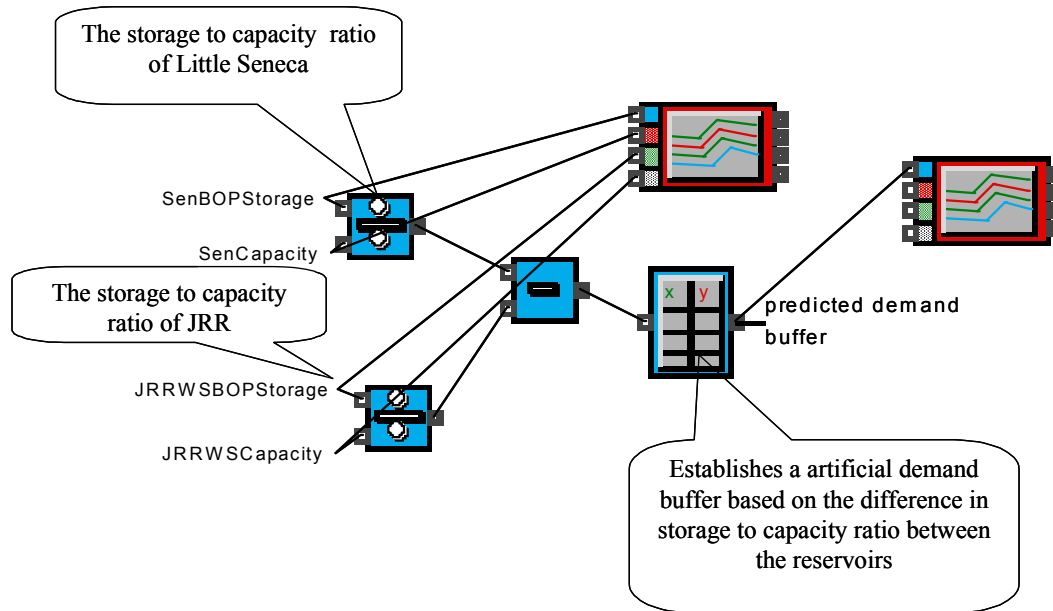 The storage to capacity ratio
of Little Seneca
SenBOPStorage
SenCapacity
The storage to capacity
ratio of JRR
JRRWSBOPStorage
JRRWSCapacity
x y
predicted demand
buffer
Establishes a artificial demand
buffer based on the difference in
storage to capacity ratio between
the reservoirs